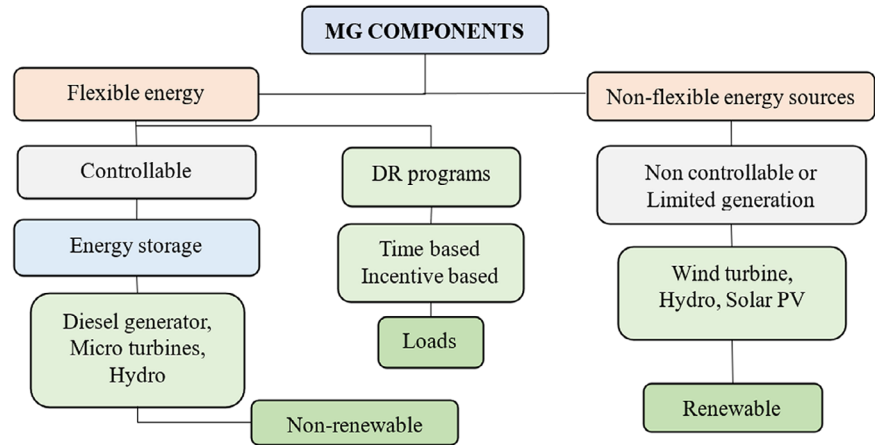 MG COMPONENTS
Flexible energy
Non-flexible energy sources
Controllable
DR programs
Non controllable or
Limited generation
Energy storage
Time based
Incentive based
Wind turbine,
Hydro, Solar PV
Diesel generator,
Micro turbines,
Hydro
Loads
Non-renewable
Renewable